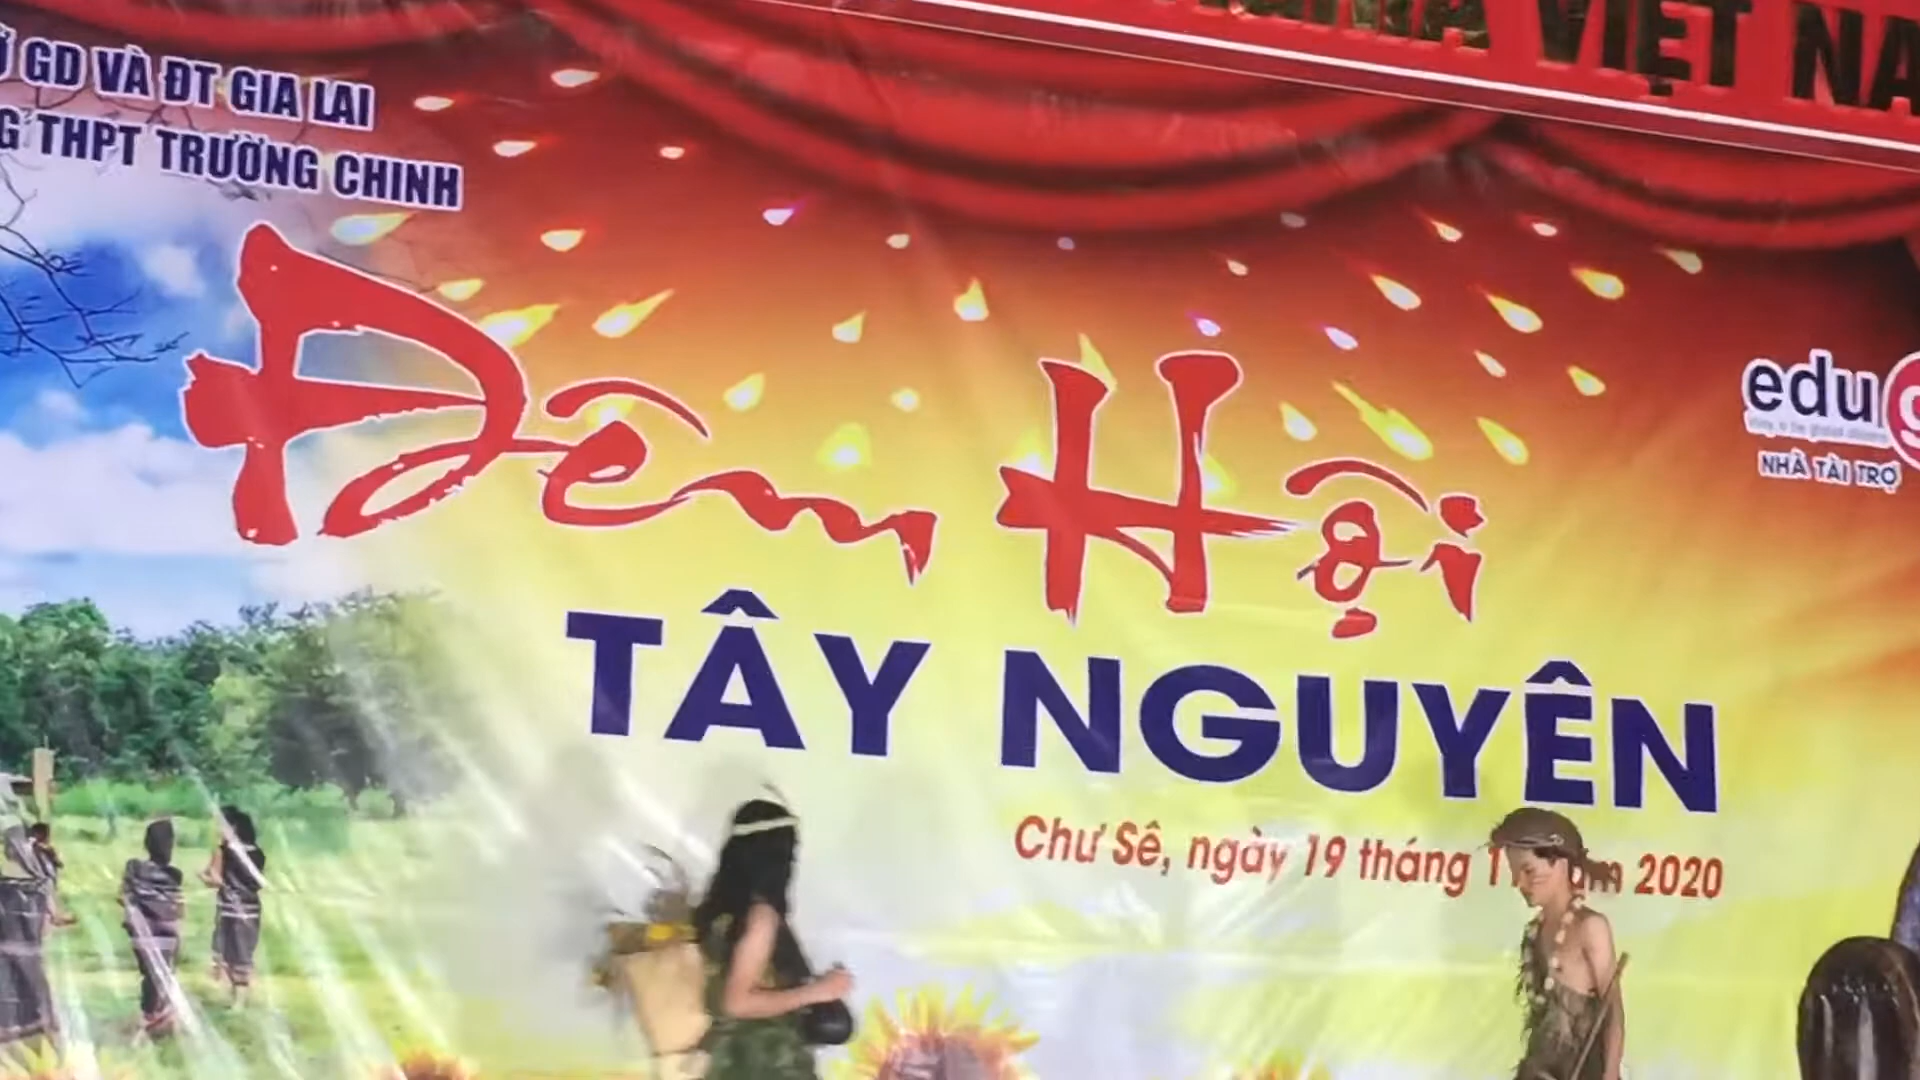 VIỆT NA
GD VÀ ĐT GIA LAI
G THPT TRƯỜNG CHINH
edu
NHÀ TÀI TRỢ
Đêm Hội
TÂY NGUYÊN
Chư Sê, ngày 19 tháng 2020